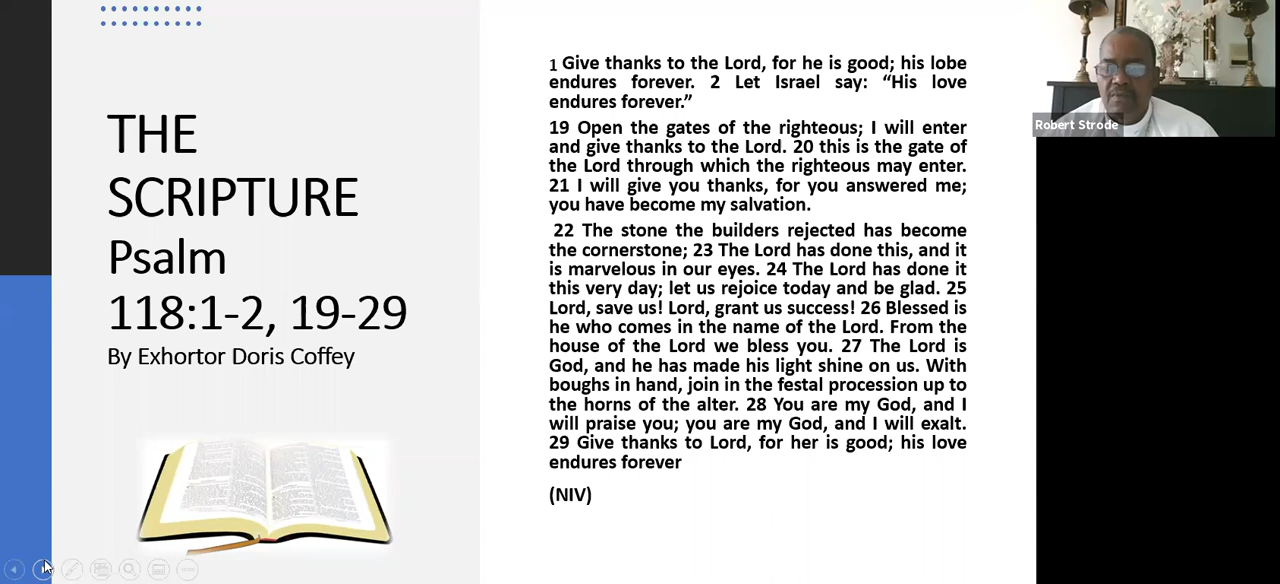 THE
SCRIPTURE
Psalm
118:1-2, 19-29
By Exhortor Doris Coffey
1 Give thanks to the Lord, for he is good; his lobe
endures forever. 2 Let Israel say: “His love
endures forever.”
19 Open the gates of the righteous; I will enter
and give thanks to the Lord. 20 this is the gate of
the Lord through which the righteous may enter.
21 I will give you thanks, for you answered me;
you have become my salvation.
22 The stone the builders rejected has become
the cornerstone; 23 The Lord has done this, and it
is marvelous in our eyes. 24 The Lord has done it
this very day; let us rejoice today and be glad. 25
Lord, save us! Lord, grant us success! 26 Blessed is
he who comes in the name of the Lord. From the
house of the Lord we bless you. 27 The Lord is
God, and he has made his light shine on us. With
boughs in hand, join in the festal procession up to
the horns of the alter. 28 You are my God, and I
will praise you; you are my God, and I will exalt.
29 Give thanks to Lord, for her is good; his love
endures forever
(NIV)
Robert Strode